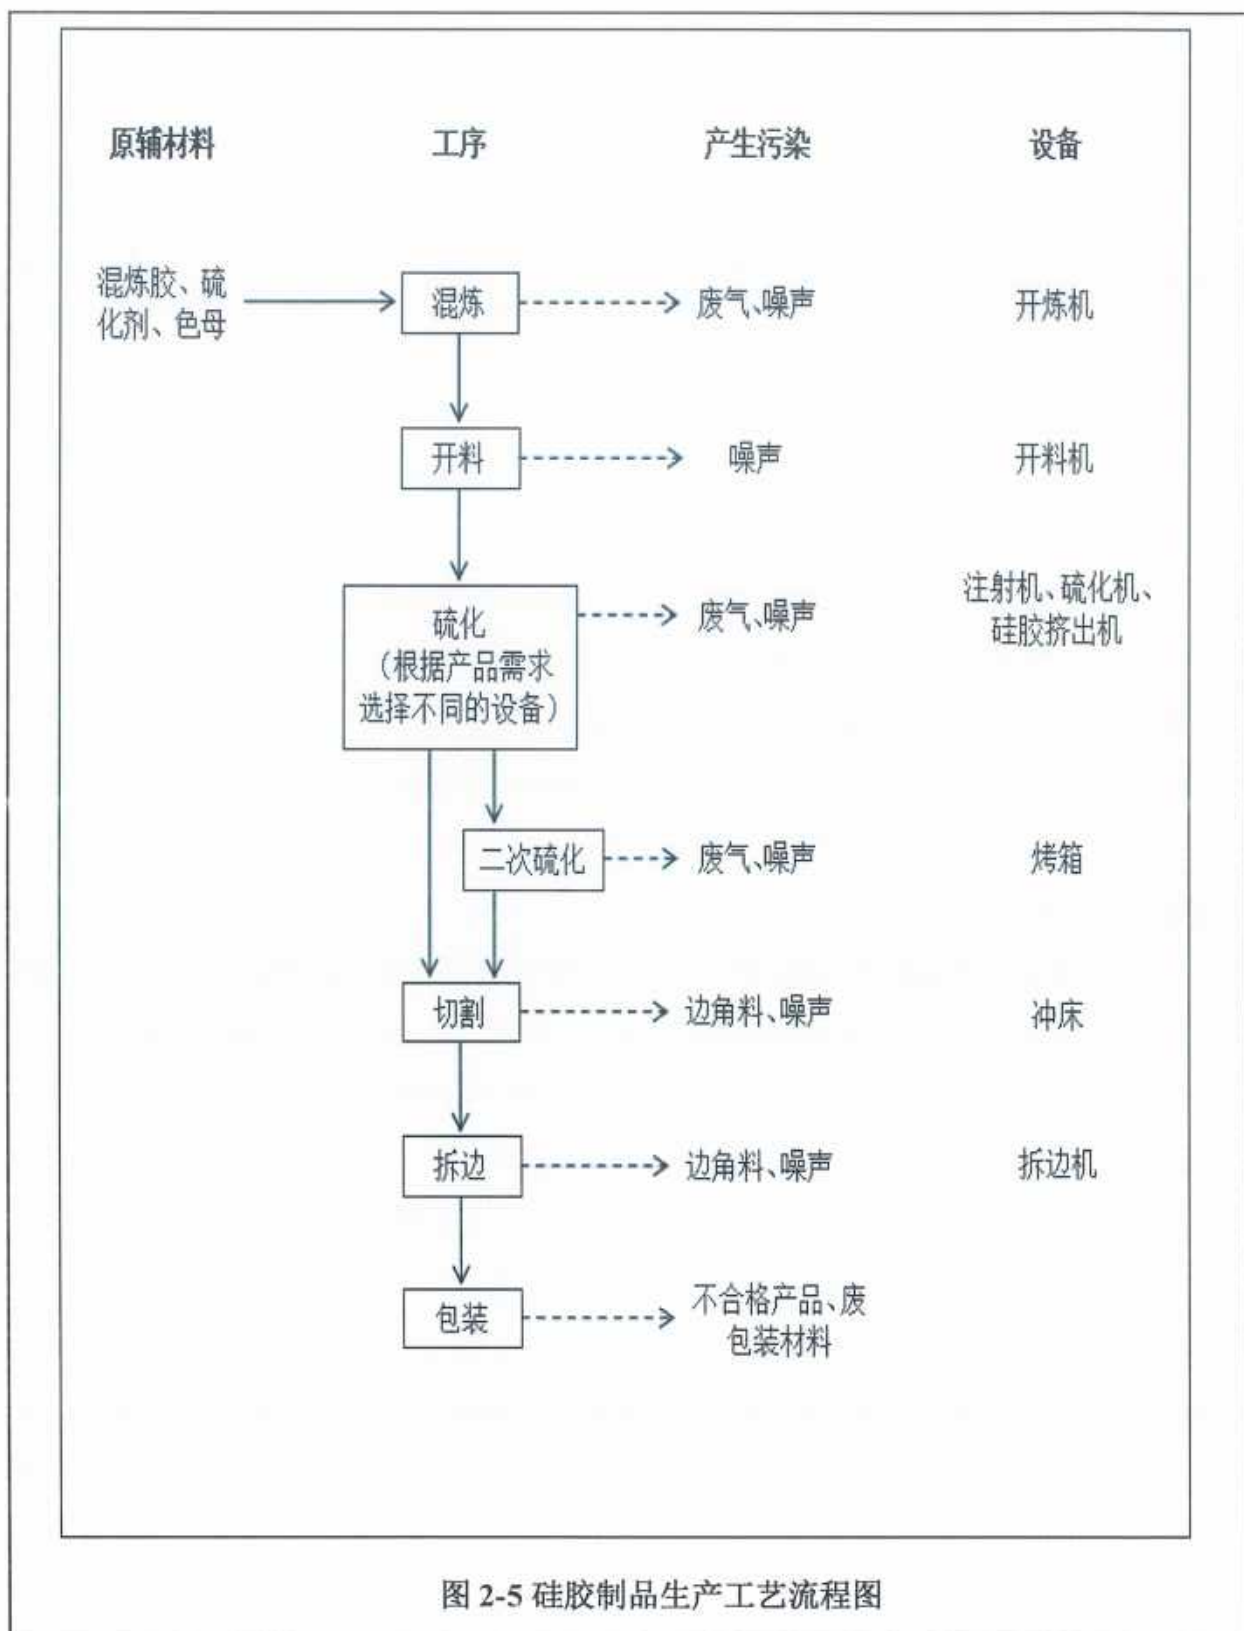 原辅材料 工序 产生污染 设备
混炼胶、硫
化剂、色母
混炼 废气、噪声 开炼机
开料 噪声 开料机
硫化
（根据产品需求
选择不同的设备）
废气、噪声
注射机、硫化机、
硅胶挤出机
二次硫化 废气、噪声 烤箱
切割 边角料、噪声 冲床
拆边 边角料、噪声 拆边机
包装
不合格产品、废
包装材料
图 2-5 硅胶制品生产工艺流程图